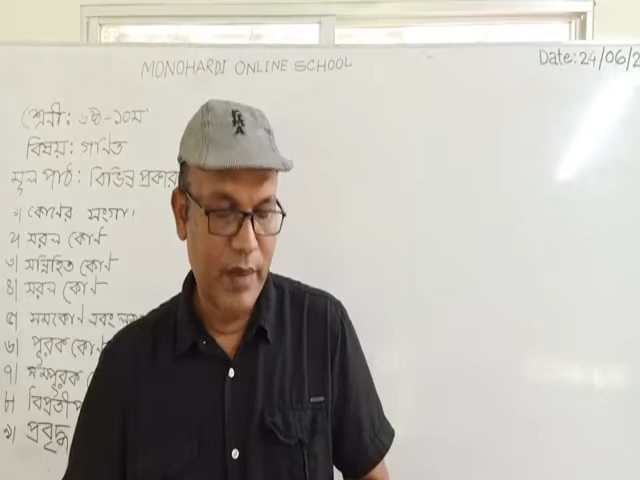 MONOHARDI ONLINE SCHOOL
Date: 24/06/2
শ্রেনী: ৬ষ্ঠ-১০ম
বিষয়: গনিত
মূল পাঠ: বিভিন্ন প্রকার
১। কোণের সংগা।
২। সরল কোণ
৩। সন্নিহিত কোণ
৪। সরল কোণ
৫। সমকোণ এবং
৬। পূরক কোণ
৭। সম্পূরক
৮। বিপ্রতীপ
৯। প্রবৃদ্ধ